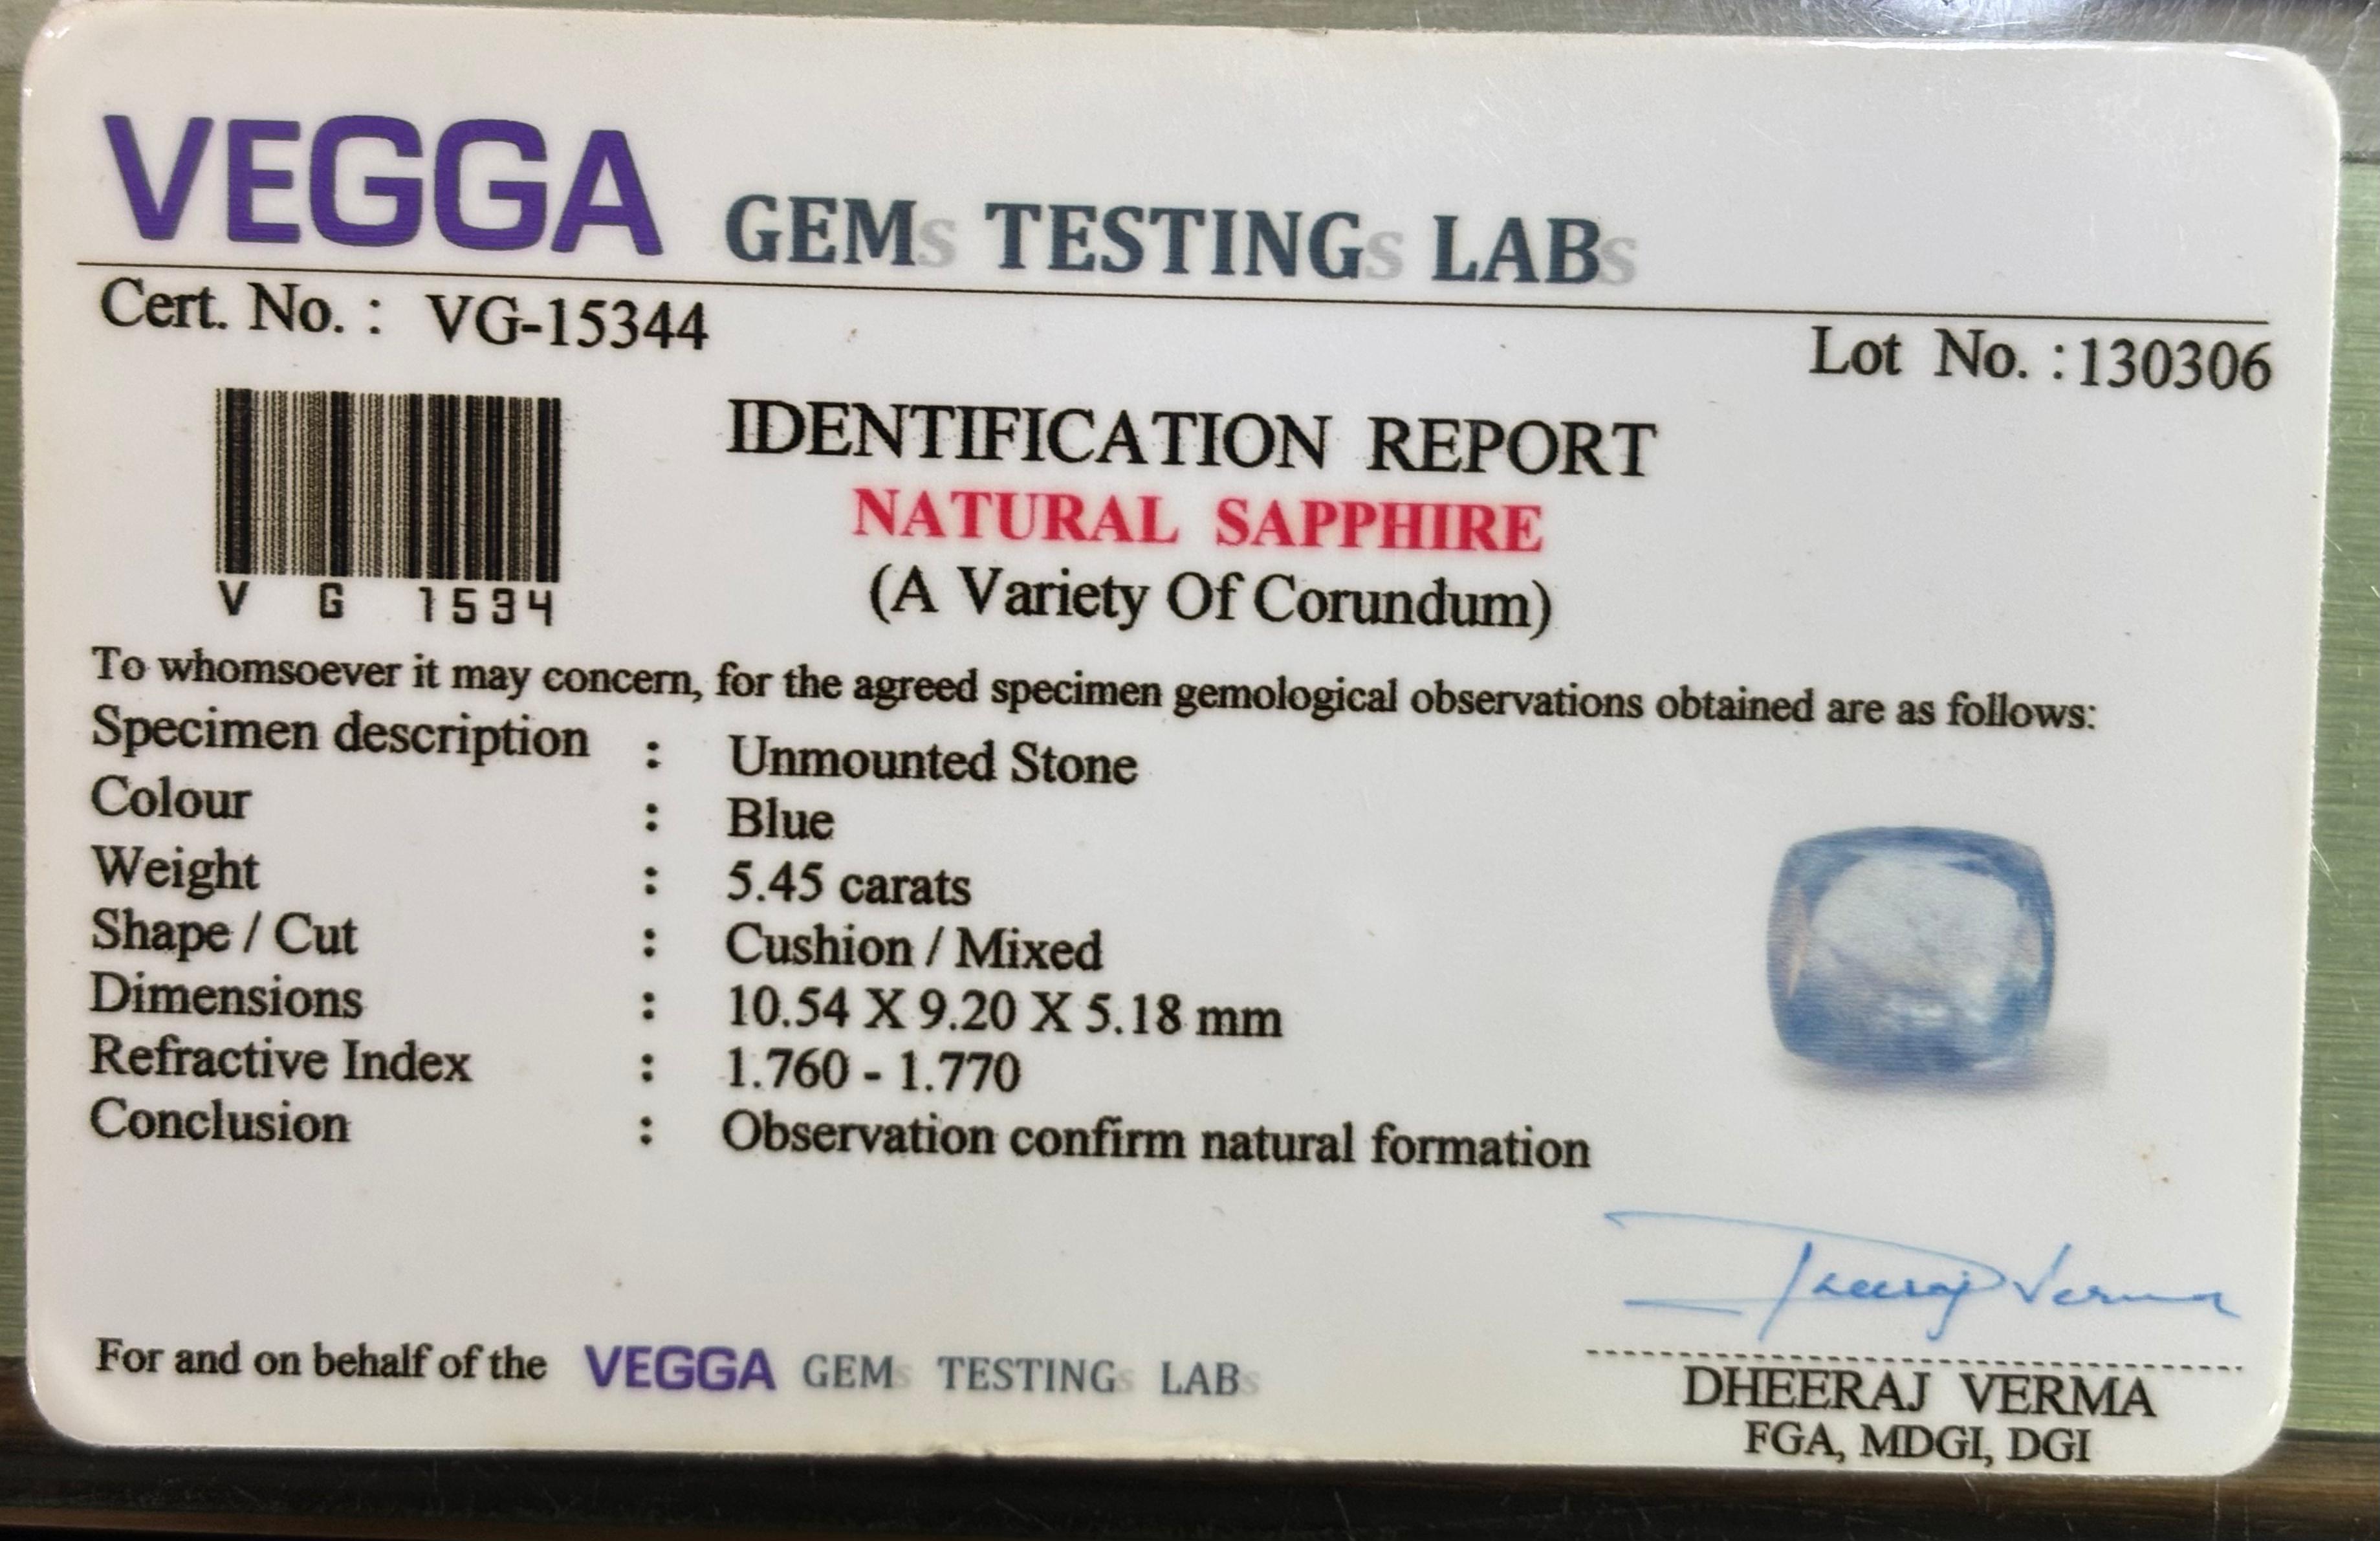 VEGGA GEMs TESTINGs LABs
Cert. No. : VG-15344
Lot No. :130306
V G 1534
IDENTIFICATION REPORT
NATURAL SAPPHIRE
(A Variety Of Corundum)
To whomsoever it may concern, for the agreed specimen gemological observations obtained are as follows:
Specimen description : Unmounted Stone
Colour : Blue
Weight : 5.45 carats
Shape / Cut : Cushion / Mixed
Dimensions : 10.54 X 9.20 X 5.18 mm
Refractive Index : 1.760 - 1.770
Conclusion : Observation confirm natural formation
Dheeraj Verma
For and on behalf of the VEGGA GEMs TESTINGs LABs
DHEERAJ VERMA
FGA, MDGI, DGI